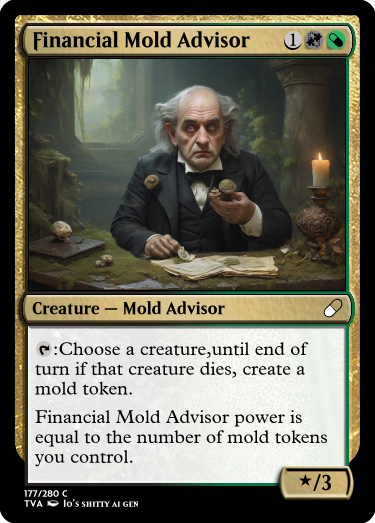 Financial Mold Advisor 1
Creature — Mold Advisor
:Choose a creature,until end of
turn if that creature dies, create a
mold token.
Financial Mold Advisor power is
equal to the number of mold tokens
you control.
★/3
177/280 C
TVA Io's shitty ai gen